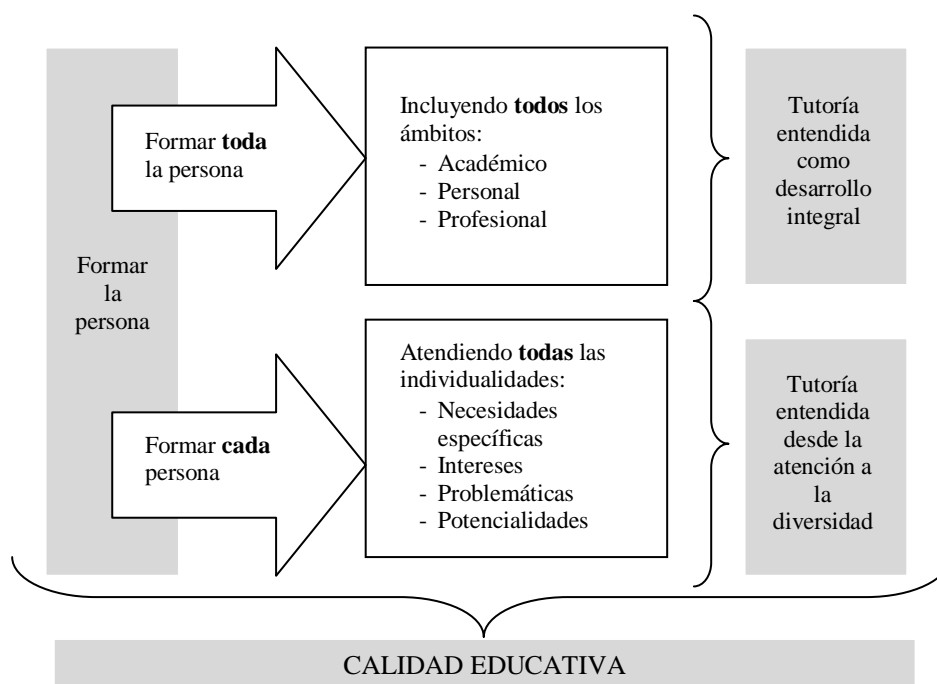 Formar
la
persona
Formar toda
la persona
Incluyendo todos los
ámbitos:
- Académico
- Personal
- Profesional
Tutoría
entendida
como
desarrollo
integral
Formar cada
persona
Atendiendo todas las
individualidades:
- Necesidades
específicas
- Intereses
- Problemáticas
- Potencialidades
Tutoría
entendida
desde la
atención a
la
diversidad
CALIDAD EDUCATIVA